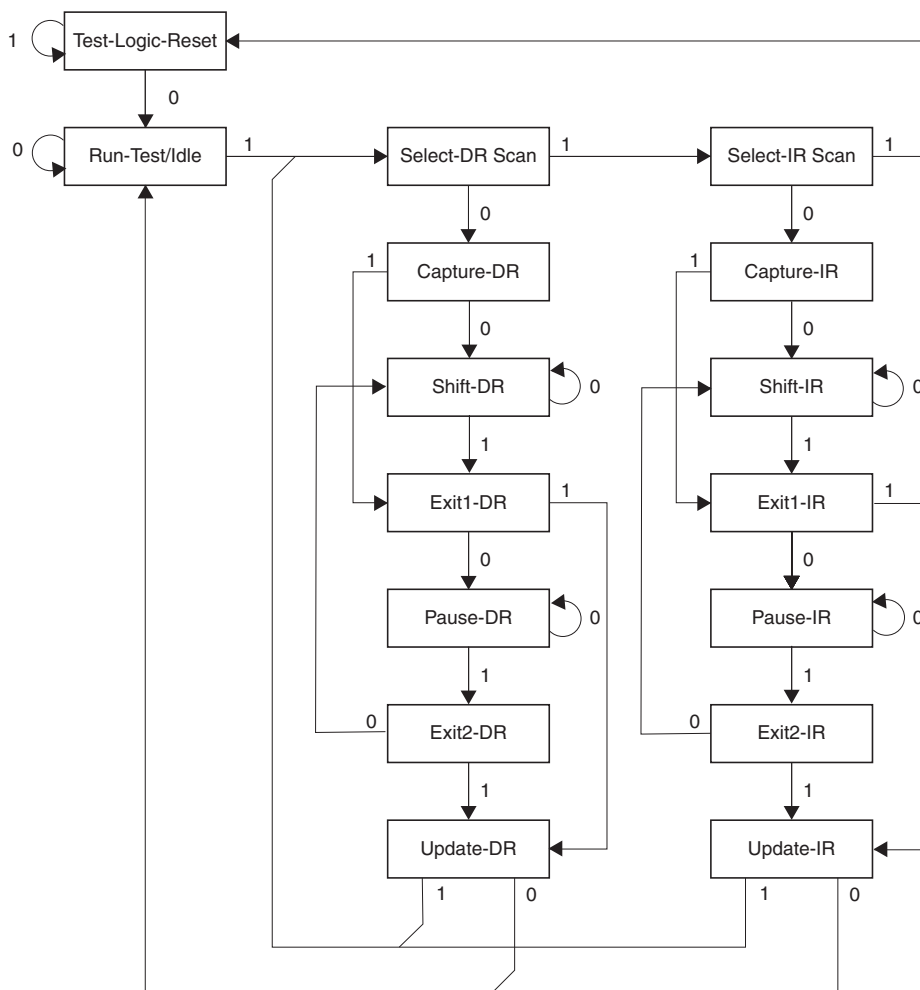 1 Test-Logic-Reset
0
0 Run-Test/Idle 1 Select-DR Scan 1 Select-IR Scan 1
0 0
1 Capture-DR 1 Capture-IR
0 0
Shift-DR 0 Shift-IR 0
1 1
Exit1-DR 1 Exit1-IR 1
0 0
Pause-DR 0 Pause-IR 0
1 1
0 Exit2-DR 0 Exit2-IR
1 1
Update-DR Update-IR
1 0 1 0